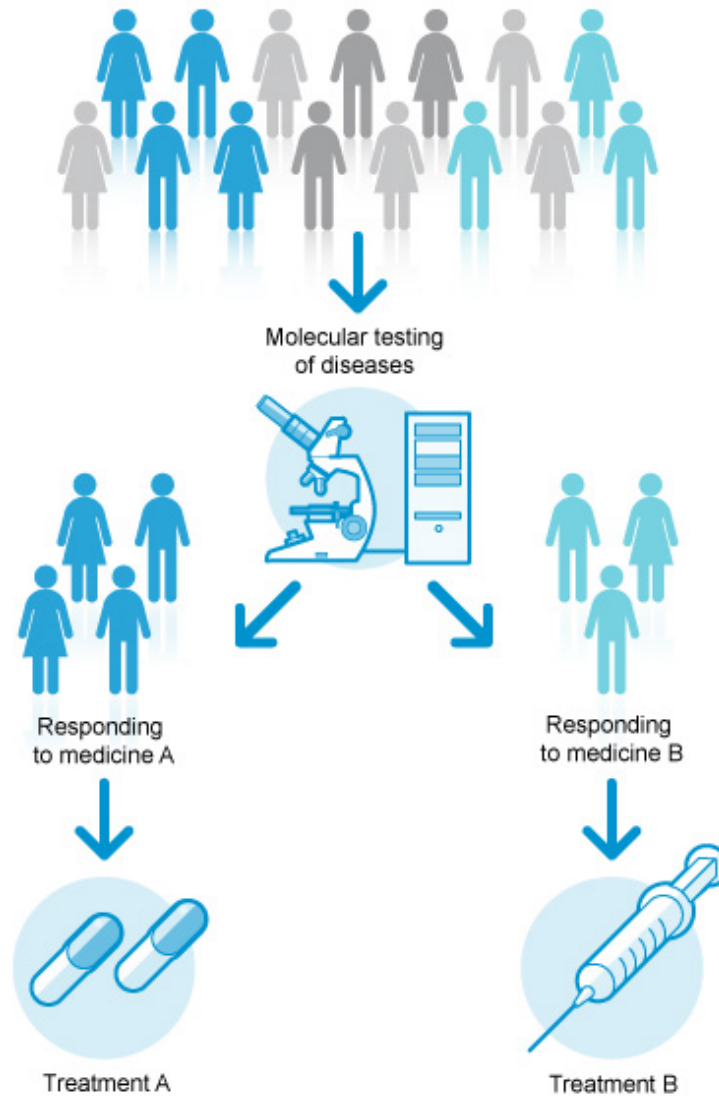 Molecular testing
of diseases
Responding
to medicine A
Responding
to medicine B
Treatment A
Treatment B